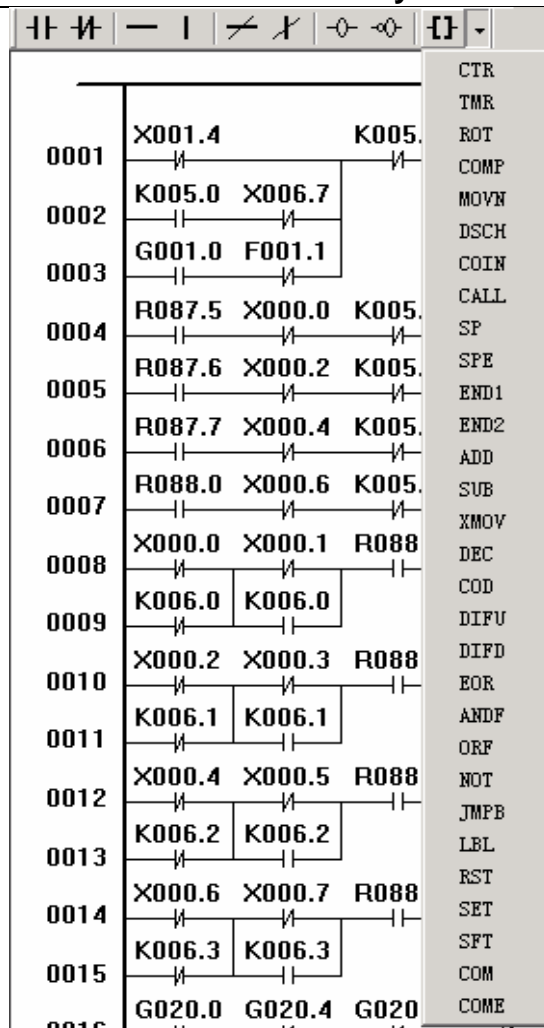 CTR
TMR
X001.4 K005. ROT
0001 COMP
K005.0 X006.7 MOVN
0002 DSCH
G001.0 F001.1 COIN
0003 CALL
R087.5 X000.0 K005. SP
0004 SPE
R087.6 X000.2 K005.
0005 END1
R087.7 X000.4 K005. END2
0006 ADD
R088.0 X000.6 K005. SUB
0007 XMOV
X000.0 X000.1 R088 DEC
0008 COD
K006.0 K006.0 DIFU
0009 DIFD
X000.2 X000.3 R088
0010 EOR
K006.1 K006.1 ANDF
0011 ORF
X000.4 X000.5 R088 NOT
0012 JMPB
K006.2 K006.2 LBL
0013 RST
X000.6 X000.7 R088 SET
0014 SFT
K006.3 K006.3 COM
0015
G020.0 G020.4 G020 COME